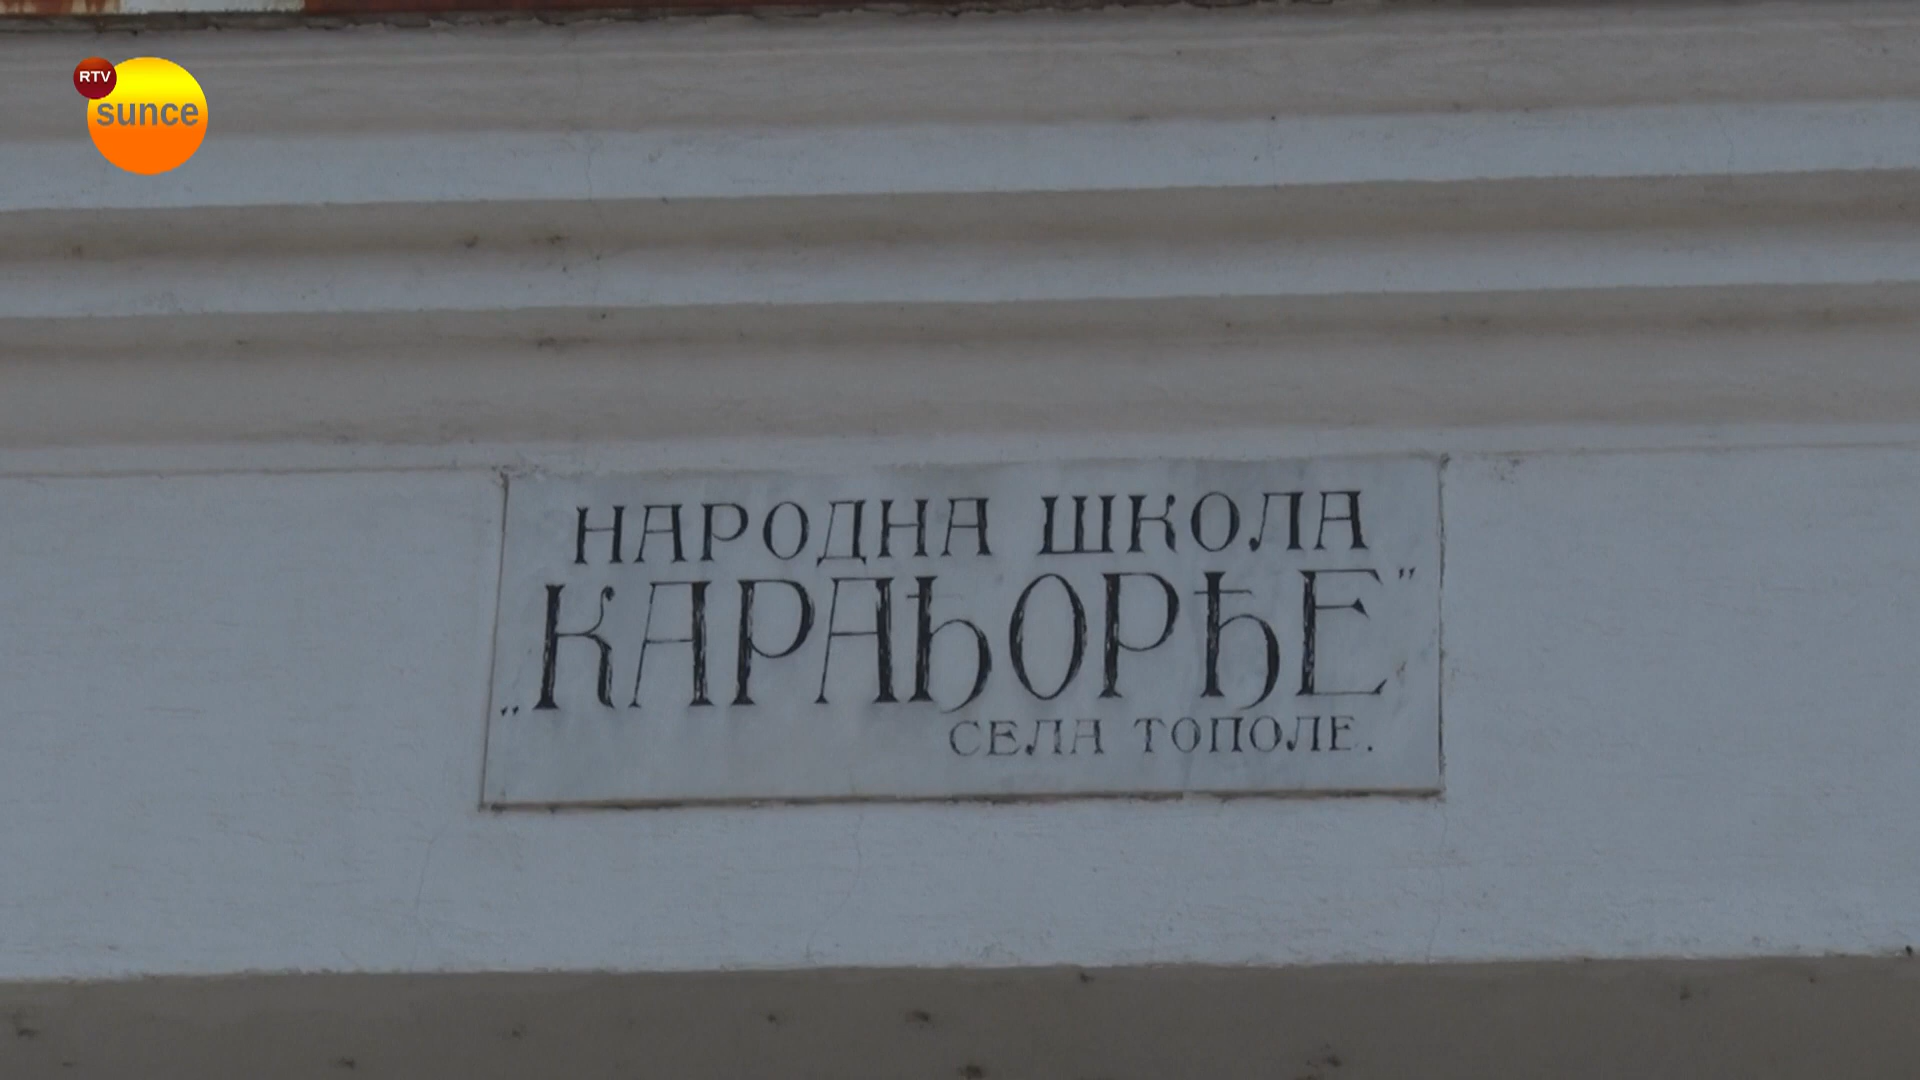 RTV
sunce
НАРОДНА ШКОЛА
„КАРАЂОРЂЕ”
СЕЛА ТОПОЛЕ.